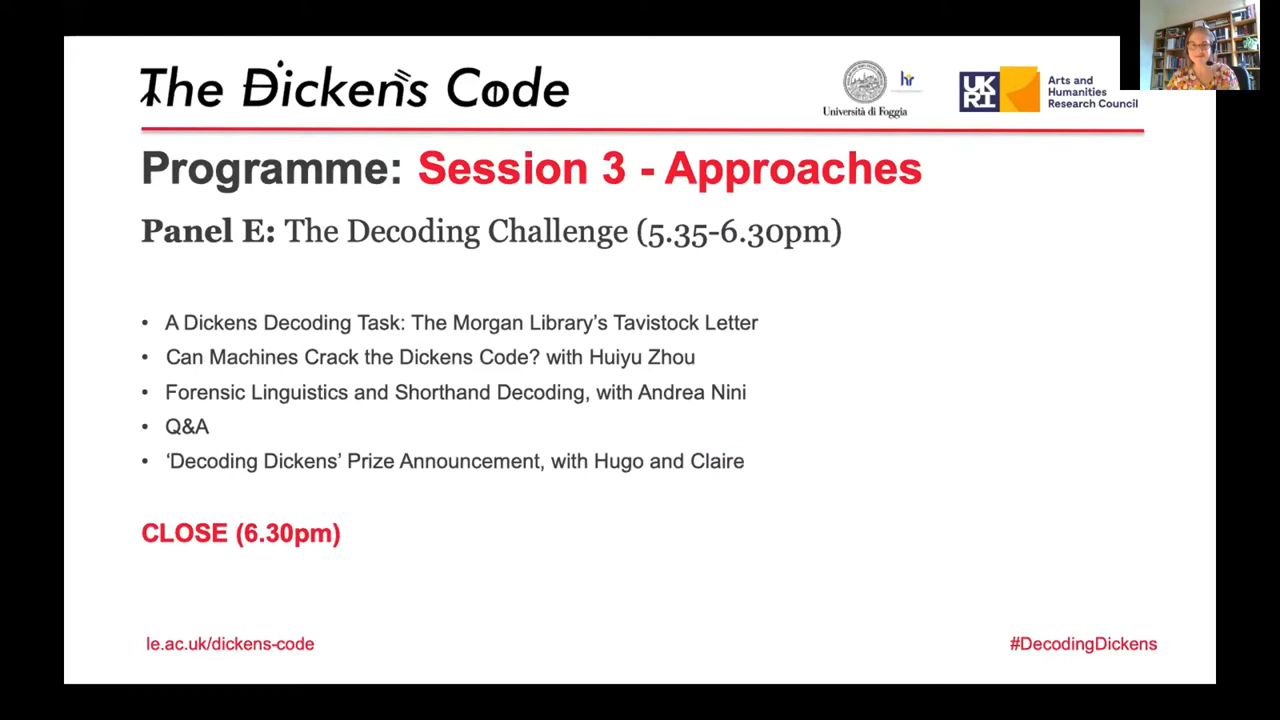 The Dickens Code
Università di Foggia
hr
UK
RI
Arts and
Humanities
Research Council
Programme: Session 3 - Approaches
Panel E: The Decoding Challenge (5.35-6.30pm)
• A Dickens Decoding Task: The Morgan Library’s Tavistock Letter
• Can Machines Crack the Dickens Code? with Huiyu Zhou
• Forensic Linguistics and Shorthand Decoding, with Andrea Nini
• Q&A
• ‘Decoding Dickens’ Prize Announcement, with Hugo and Claire
CLOSE (6.30pm)
le.ac.uk/dickens-code
#DecodingDickens